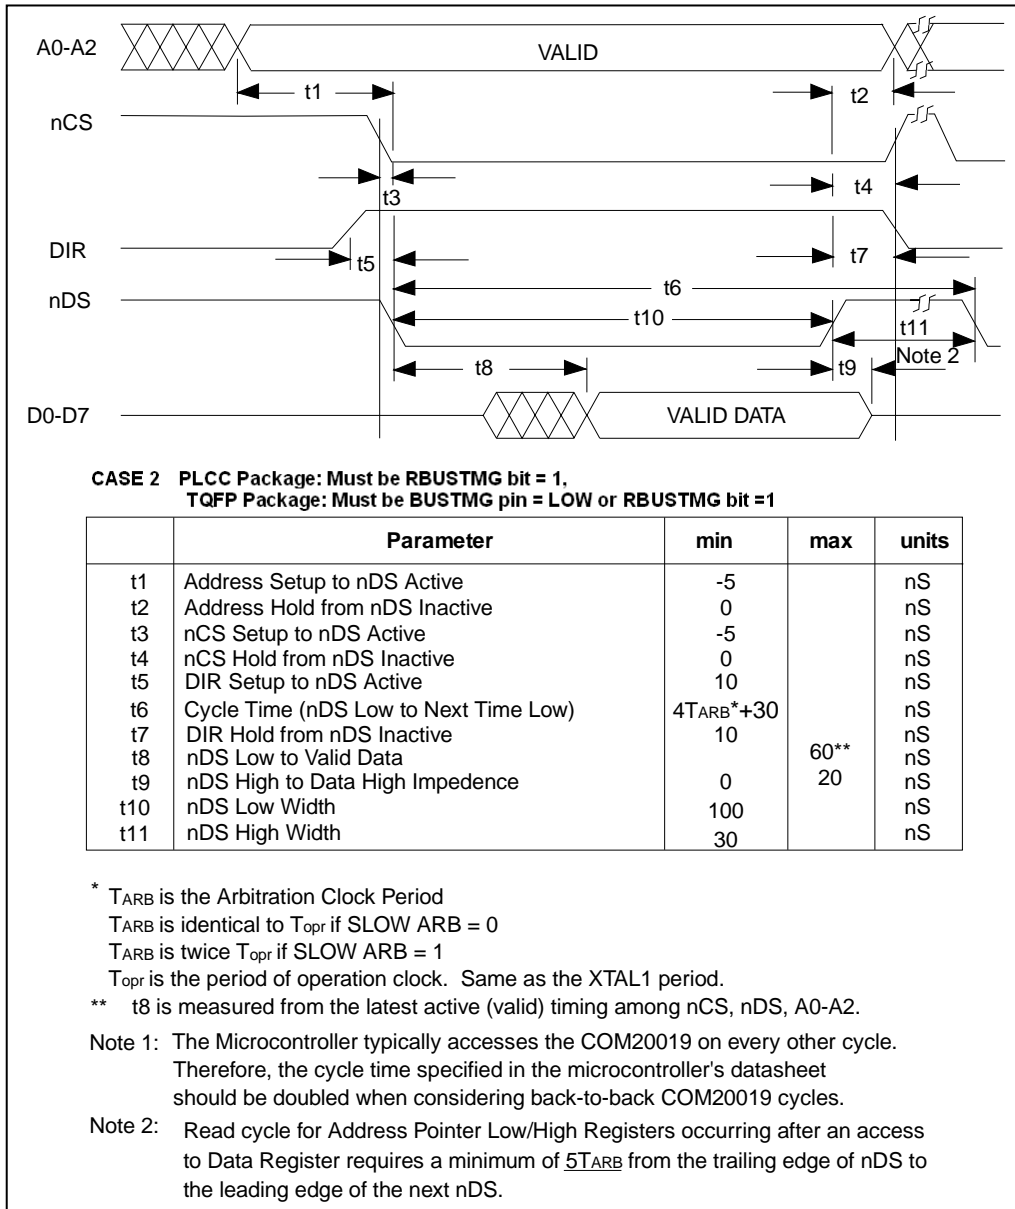 A0-A2
VALID
t1
t2
nCS
t3
t4
DIR
t5
t7
t6
nDS
t10
t11
t8
t9
Note 2
D0-D7
VALID DATA
CASE 2 PLCC Package: Must be RBUSTMG bit = 1,
TQFP Package: Must be BUSTMG pin = LOW or RBUSTMG bit =1
Parameter min max units
t1 Address Setup to nDS Active -5 nS
t2 Address Hold from nDS Inactive 0 nS
t3 nCS Setup to nDS Active -5 nS
t4 nCS Hold from nDS Inactive 0 nS
t5 DIR Setup to nDS Active 10 nS
t6 Cycle Time (nDS Low to Next Time Low) 4TARB*+30 nS
t7 DIR Hold from nDS Inactive 10 nS
t8 nDS Low to Valid Data 60** nS
t9 nDS High to Data High Impedence 0 20 nS
t10 nDS Low Width 100 nS
t11 nDS High Width 30 nS
* TARB is the Arbitration Clock Period
TARB is identical to Topr if SLOW ARB = 0
TARB is twice Topr if SLOW ARB = 1
Topr is the period of operation clock. Same as the XTAL1 period.
** t8 is measured from the latest active (valid) timing among nCS, nDS, A0-A2.
Note 1: The Microcontroller typically accesses the COM20019 on every other cycle.
Therefore, the cycle time specified in the microcontroller's datasheet
should be doubled when considering back-to-back COM20019 cycles.
Note 2: Read cycle for Address Pointer Low/High Registers occurring after an access
to Data Register requires a minimum of 5TARB from the trailing edge of nDS to
the leading edge of the next nDS.